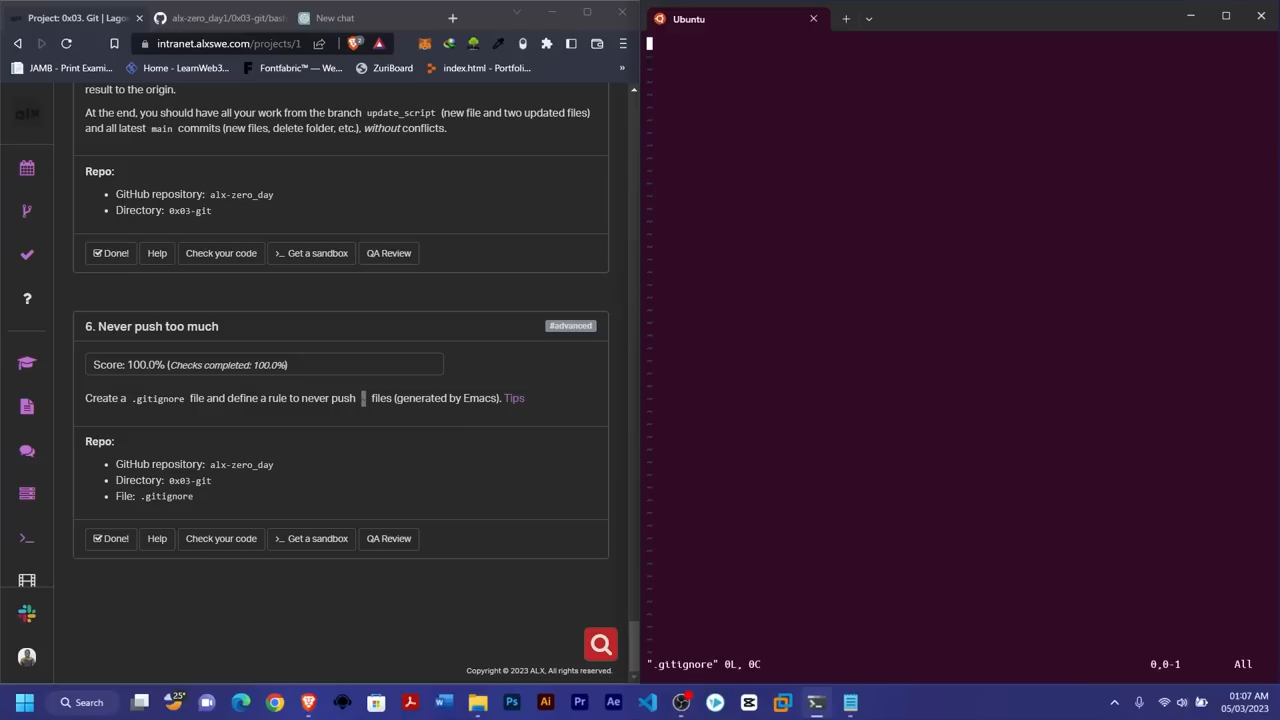 Project: 0x03. Git | Lago
alx-zero_day1/0x03-git/bash
New chat
Ubuntu
intranet.alxswe.com/projects/1
JAMB - Print Exami...
Home - LearnWorl...
Fontfabric™ — We...
ZitBoard
index.html - Portfoli...
»
result to the origin.
At the end, you should have all your work from the branch update_script (new file and two updated files)
and all latest main commits (new files, delete folder, etc.), without conflicts.
Repo:
• GitHub repository: alx-zero_day
• Directory: 0x03-git
Done!
Help
Check your code
>_ Get a sandbox
QA Review
6. Never push too much
#advanced
Score: 100.0% (Checks completed: 100.0%)
Create a .gitignore file and define a rule to never push ~ files (generated by Emacs). Tips
Repo:
• GitHub repository: alx-zero_day
• Directory: 0x03-git
• File: .gitignore
Done!
Help
Check your code
>_ Get a sandbox
QA Review
Copyright © 2023 ALX, All rights reserved.
".gitignore" 0L, 0C
0,0-1
All
Search
25°
01:07 AM
05/03/2023